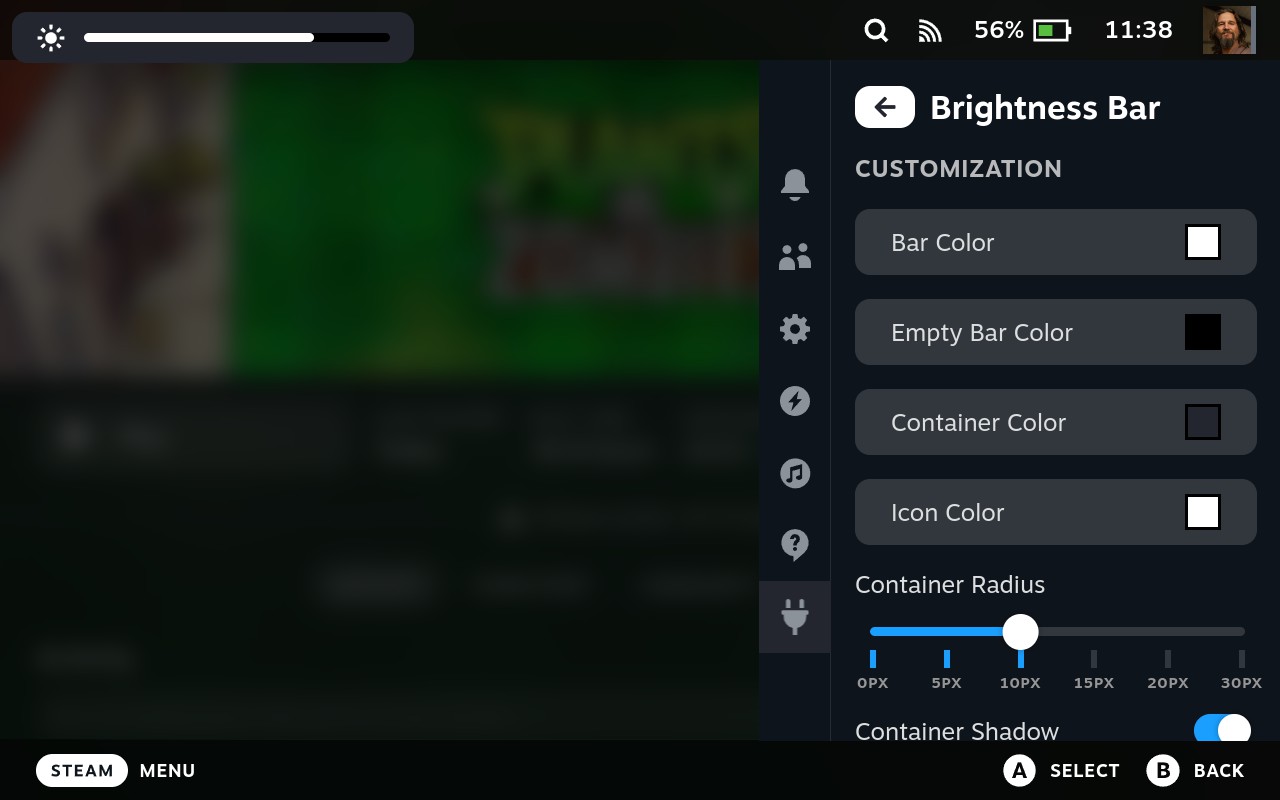 56%
11:38
Brightness Bar
CUSTOMIZATION
Bar Color
Empty Bar Color
Container Color
Icon Color
Container Radius
0PX 5PX 10PX 15PX 20PX 30PX
Container Shadow
STEAM MENU
A SELECT B BACK